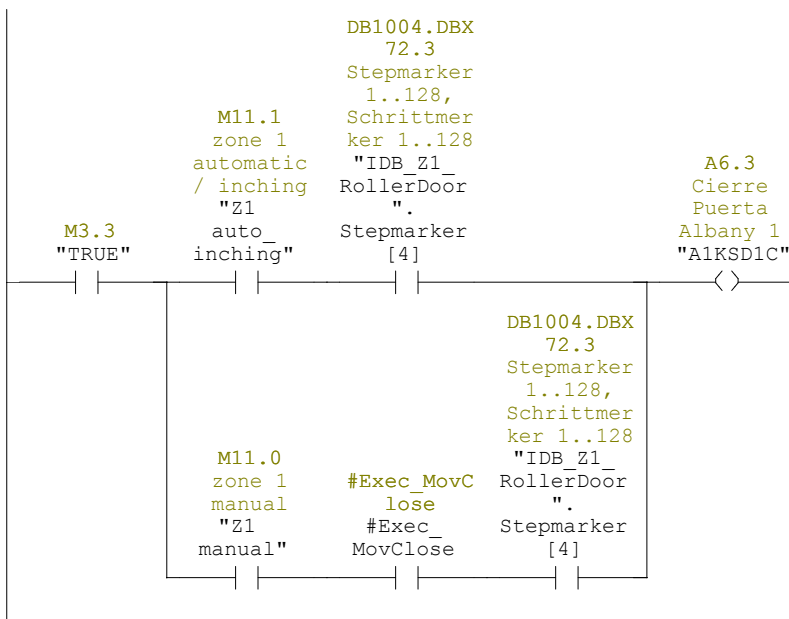 DB1004.DBX
72.3
Stepmarker
1..128,
Schrittmer
ker 1..128
"IDB_Z1_
RollerDoor
".
Stepmarker
[4]
M11.1
zone 1
automatic
/ inching
"Z1
auto_
inching"
M3.3
"TRUE"
A6.3
Cierre
Puerta
Albany 1
"A1KSD1C"
DB1004.DBX
72.3
Stepmarker
1..128,
Schrittmer
ker 1..128
"IDB_Z1_
RollerDoor
".
Stepmarker
[4]
M11.0
zone 1
manual
"Z1
manual"
#Exec_MovC
lose
#Exec_
MovClose